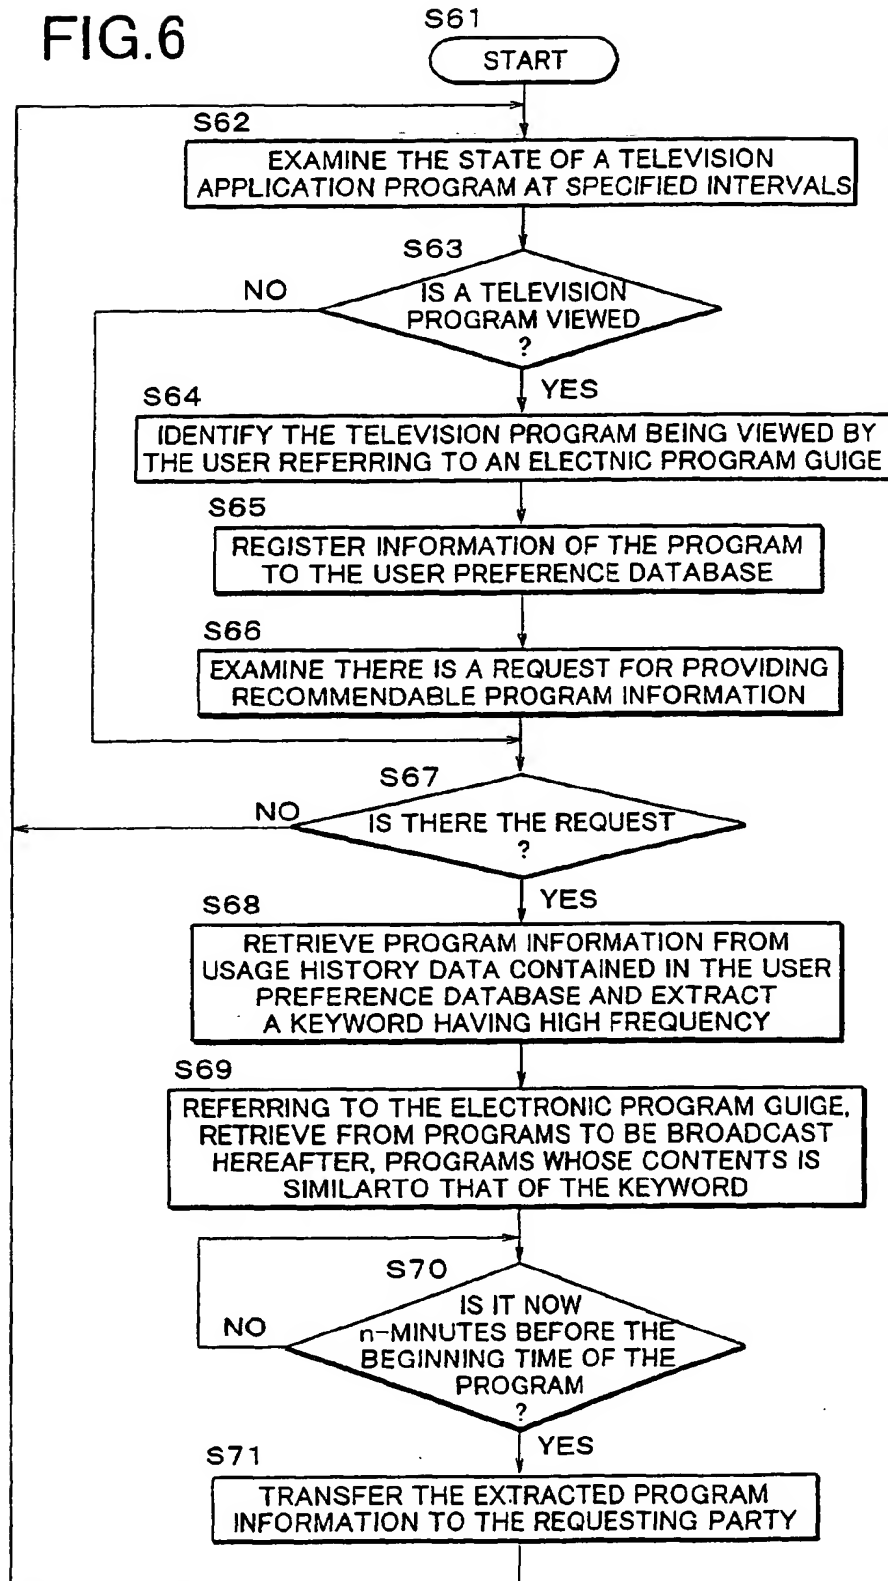 FIG.6
S61
START
S62
EXAMINE THE STATE OF A TELEVISION
APPLICATION PROGRAM AT SPECIFIED INTERVALS
S63
NO
IS A TELEVISION
PROGRAM VIEWED
?
YES
S64
IDENTIFY THE TELEVISION PROGRAM BEING VIEWED BY
THE USER REFERRING TO AN ELECTNIC PROGRAM GUIGE
S65
REGISTER INFORMATION OF THE PROGRAM
TO THE USER PREFERENCE DATABASE
S66
EXAMINE THERE IS A REQUEST FOR PROVIDING
RECOMMENDABLE PROGRAM INFORMATION
S67
NO
IS THERE THE REQUEST
?
YES
S68
RETRIEVE PROGRAM INFORMATION FROM
USAGE HISTORY DATA CONTAINED IN THE USER
PREFERENCE DATABASE AND EXTRACT
A KEYWORD HAVING HIGH FREQUENCY
S69
REFERRING TO THE ELECTRONIC PROGRAM GUIGE,
RETRIEVE FROM PROGRAMS TO BE BROADCAST
HEREAFTER, PROGRAMS WHOSE CONTENTS IS
SIMILARTO THAT OF THE KEYWORD
S70
NO
IS IT NOW
n-MINUTES BEFORE THE
BEGINNING TIME OF THE
PROGRAM
?
YES
S71
TRANSFER THE EXTRACTED PROGRAM
INFORMATION TO THE REQUESTING PARTY